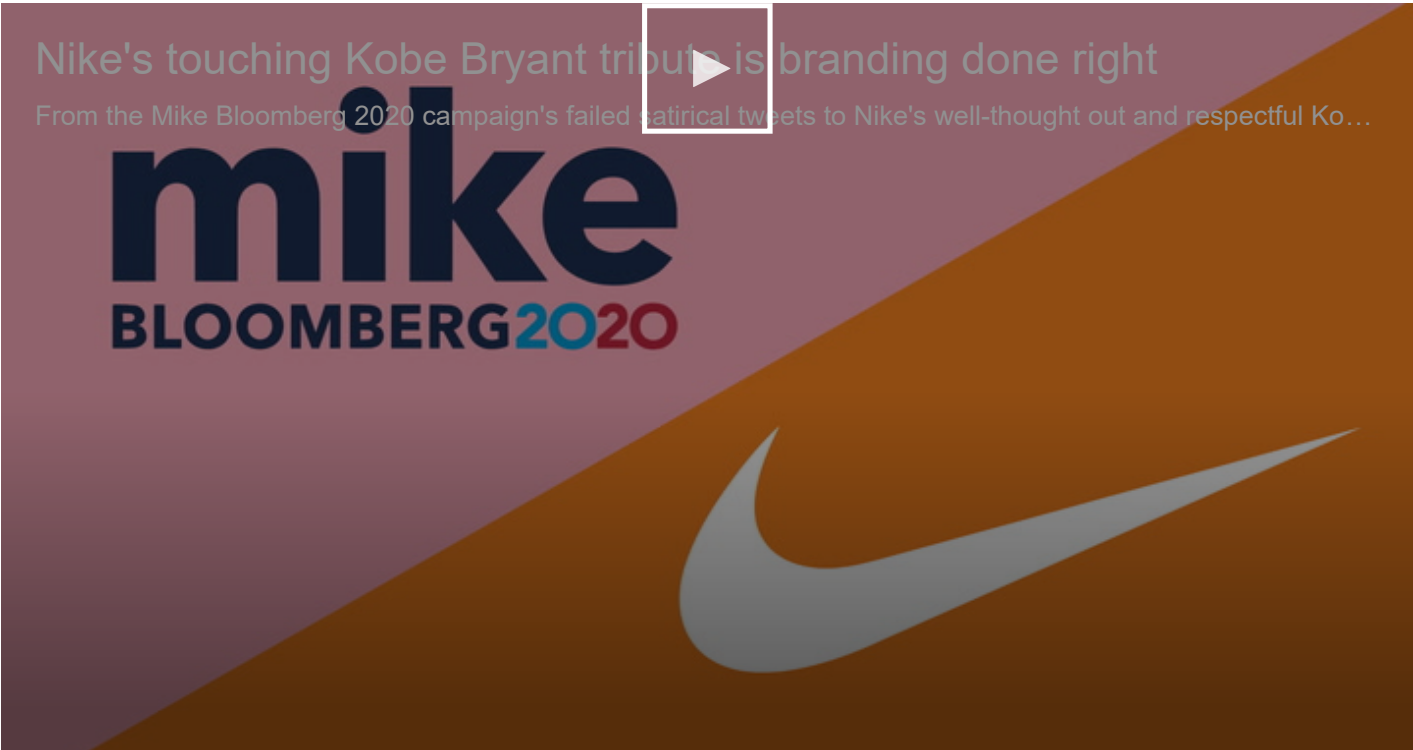 Nike's touching Kobe Bryant tribute is branding done right
From the Mike Bloomberg 2020 campaign's failed satirical tweets to Nike's well-thought out and respectful Ko…
mike
BLOOMBERG2020